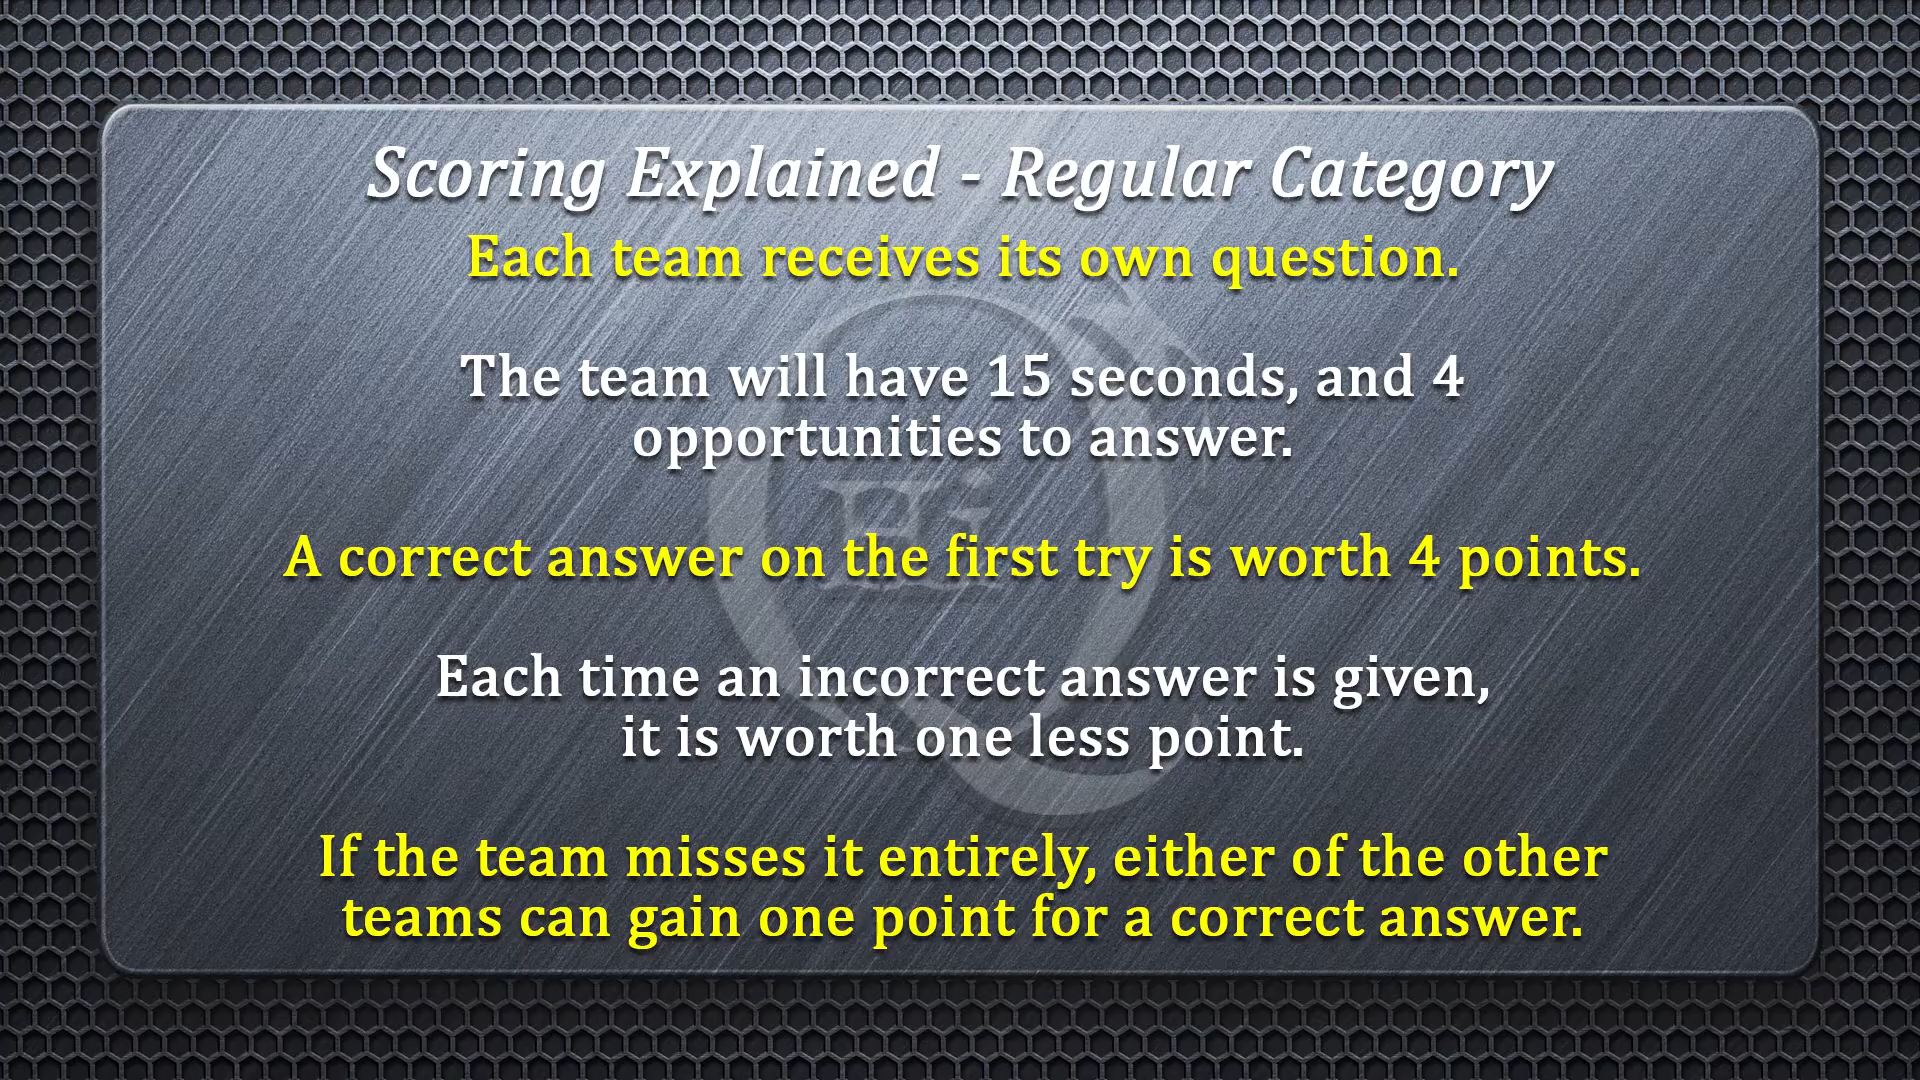 Scoring Explained - Regular Category
Each team receives its own question.
The team will have 15 seconds, and 4
opportunities to answer.
A correct answer on the first try is worth 4 points.
Each time an incorrect answer is given,
it is worth one less point.
If the team misses it entirely, either of the other
teams can gain one point for a correct answer.